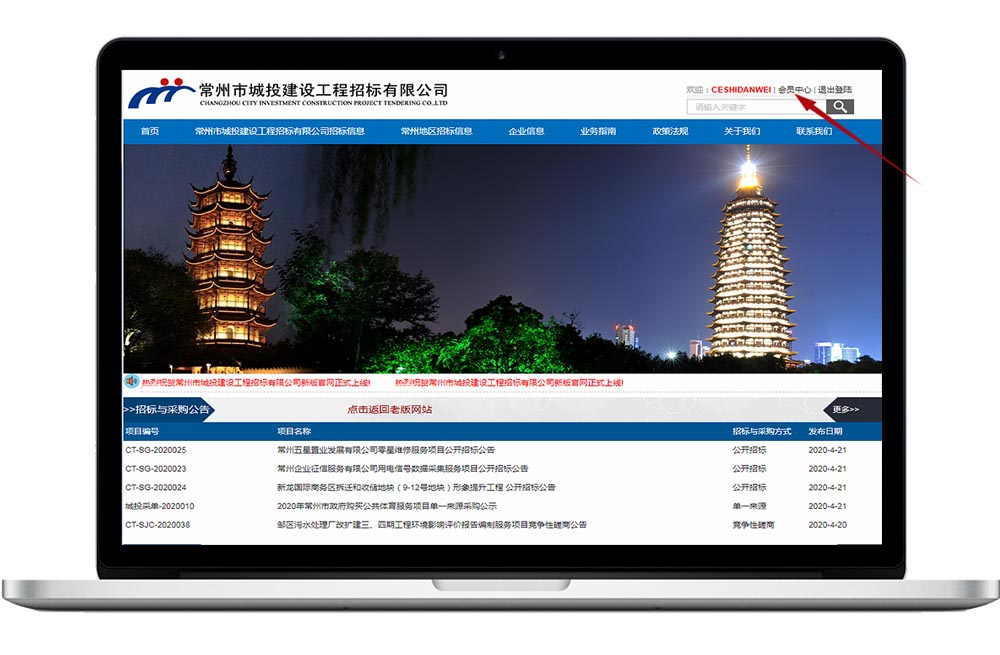 常州市城投建设工程招标有限公司
CHANGZHOU CITY INVESTMENT CONSTRUCTION PROJECT TENDERING CO.,LTD
欢迎：CESHIDANWEI | 会员中心 | 退出登陆
请输入关键字
首页 常州市城投建设工程招标有限公司招标信息 常州地区招标信息 企业信息 业务指南 政策法规 关于我们 联系我们
热烈祝贺常州市城投建设工程招标有限公司新版官网正式上线! 热烈祝贺常州市城投建设工程招标有限公司新版官网正式上线!
>>招标与采购公告 点击返回老版网站 更多>>
项目编号 项目名称 招标与采购方式 发布日期
CT-SG-2020025 常州五星置业发展有限公司零星维修服务项目公开招标公告 公开招标 2020-4-21
CT-SG-2020023 常州企业征信服务有限公司用电信号数据采集服务项目公开招标公告 公开招标 2020-4-21
CT-SG-2020024 新龙国际商务区拆迁和收储地块（9-12号地块）形象提升工程 公开招标公告 公开招标 2020-4-21
城投采单-2020010 2020年常州市政府购买公共体育服务项目单一来源采购公示 单一来源 2020-4-21
CT-SJC-2020038 邹区污水处理厂改扩建三、四期工程环境影响评价报告编制服务项目竞争性磋商公告 竞争性磋商 2020-4-20